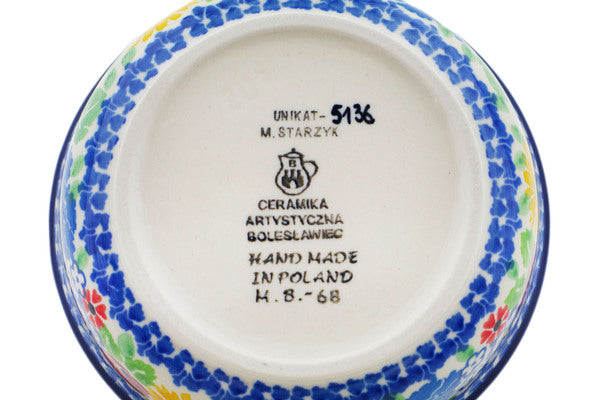 UNIKAT-5136
M. STARZYK
B
CERAMIKA
ARTYSTYCZNA
BOLESŁAWIEC
HAND MADE
IN POLAND
M.B.-68